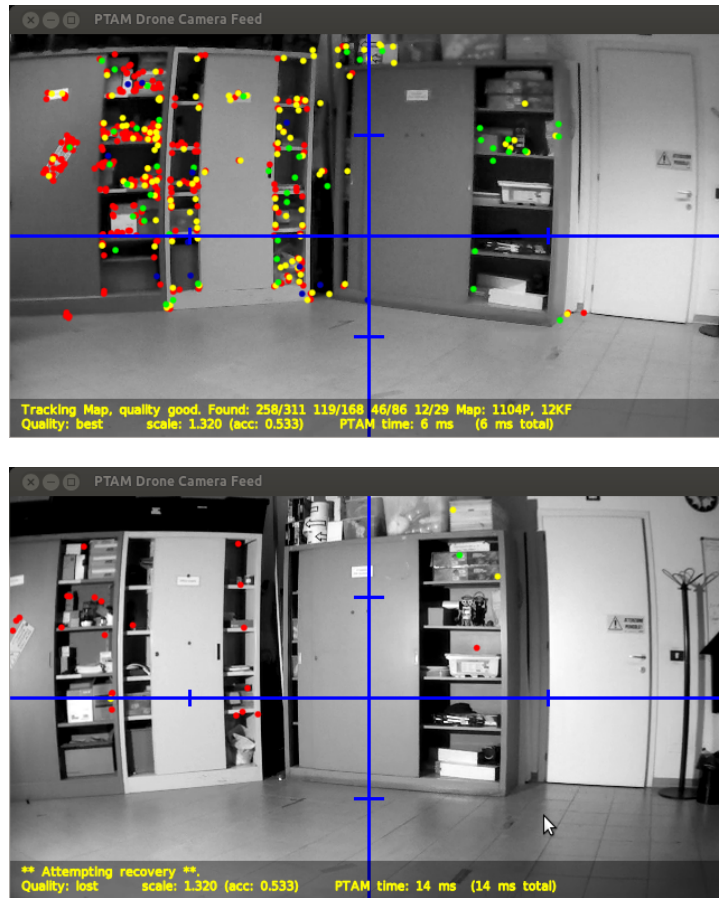 PTAM Drone Camera Feed
Tracking Map, quality good. Found: 258/311 119/168 46/86 12/29 Map: 1104P, 12KF
Quality: best scale: 1.320 (acc: 0.533) PTAM time: 6 ms (6 ms total)
PTAM Drone Camera Feed
** Attempting recovery **.
Quality: lost scale: 1.320 (acc: 0.533) PTAM time: 14 ms (14 ms total)